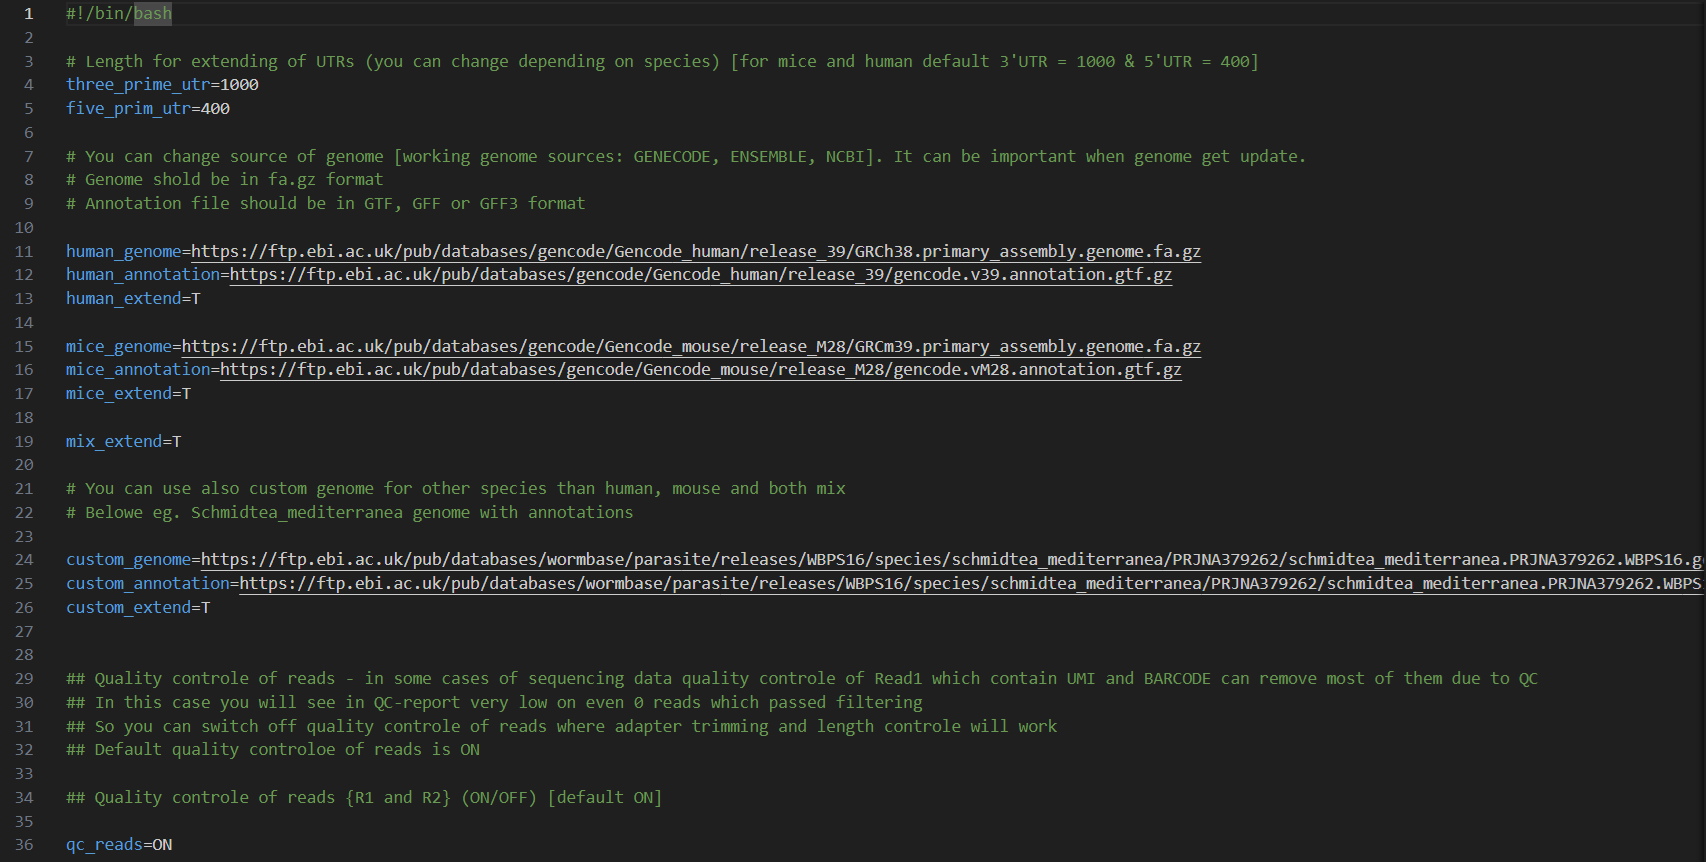 1 #!/bin/bash
2
3 # Length for extending of UTRs (you can change depending on species) [for mice and human default 3'UTR = 1000 & 5'UTR = 400]
4 three_prime_utr=1000
5 five_prim_utr=400
6
7 # You can change source of genome [working genome sources: GENECODE, ENSEMBLE, NCBI]. It can be important when genome get update.
8 # Genome shold be in fa.gz format
9 # Annotation file should be in GTF, GFF or GFF3 format
10
11 human_genome=https://ftp.ebi.ac.uk/pub/databases/gencode/Gencode_human/release_39/GRCh38.primary_assembly.genome.fa.gz
12 human_annotation=https://ftp.ebi.ac.uk/pub/databases/gencode/Gencode_human/release_39/gencode.v39.annotation.gtf.gz
13 human_extend=T
14
15 mice_genome=https://ftp.ebi.ac.uk/pub/databases/gencode/Gencode_mouse/release_M28/GRCm39.primary_assembly.genome.fa.gz
16 mice_annotation=https://ftp.ebi.ac.uk/pub/databases/gencode/Gencode_mouse/release_M28/gencode.vM28.annotation.gtf.gz
17 mice_extend=T
18
19 mix_extend=T
20
21 # You can use also custom genome for other species than human, mouse and both mix
22 # Belowe eg. Schmidtea_mediterranea genome with annotations
23
24 custom_genome=https://ftp.ebi.ac.uk/pub/databases/wormbase/parasite/releases/WBPS16/species/schmidtea_mediterranea/PRJNA379262/schmidtea_mediterranea.PRJNA379262.WBPS16.g
25 custom_annotation=https://ftp.ebi.ac.uk/pub/databases/wormbase/parasite/releases/WBPS16/species/schmidtea_mediterranea/PRJNA379262/schmidtea_mediterranea.PRJNA379262.WBPS
26 custom_extend=T
27
28
29 ## Quality controle of reads - in some cases of sequencing data quality controle of Read1 which contain UMI and BARCODE can remove most of them due to QC
30 ## In this case you will see in QC-report very low on even 0 reads which passed filtering
31 ## So you can switch off quality controle of reads where adapter trimming and length controle will work
32 ## Default quality controloe of reads is ON
33
34 ## Quality controle of reads {R1 and R2} (ON/OFF) [default ON]
35
36 qc_reads=ON